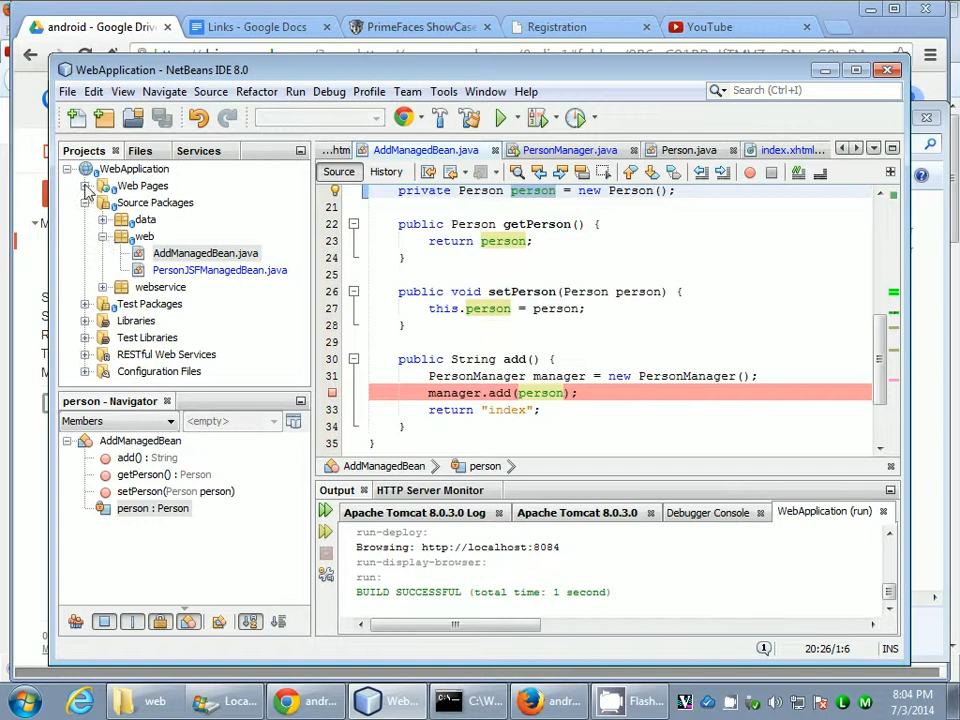 android - Google Driv
Links - Google Docs
PrimeFaces ShowCas
Registration
YouTube
WebApplication - NetBeans IDE 8.0
File Edit View Navigate Source Refactor Run Debug Profile Team Tools Window Help
Search (Ctrl+I)
Projects Files Services
...htm AddManagedBean.java PersonManager.java Person.java index.xhtml...
WebApplication
Web Pages
Source Packages
data
web
AddManagedBean.java
PersonJSFManagedBean.java
webservice
Test Packages
Libraries
Test Libraries
RESTful Web Services
Configuration Files
Source History
private Person person = new Person();
21
22 public Person getPerson() {
23 return person;
24 }
25
26 public void setPerson(Person person) {
27 this.person = person;
28 }
29
30 public String add() {
31 PersonManager manager = new PersonManager();
manager.add(person);
33 return "index";
34 }
35 }
AddManagedBean person
person - Navigator
Members <empty>
AddManagedBean
add() : String
getPerson() : Person
setPerson(Person person)
person : Person
Output HTTP Server Monitor
Apache Tomcat 8.0.3.0 Log Apache Tomcat 8.0.3.0 Debugger Console WebApplication (run)
run-deploy:
Browsing: http://localhost:8084
run-display-browser:
run:
BUILD SUCCESSFUL (total time: 1 second)
1 20:26/1:6 INS
web
Loca...
andr...
Web...
C:\W...
andr...
Flash...
8:04 PM
7/3/2014